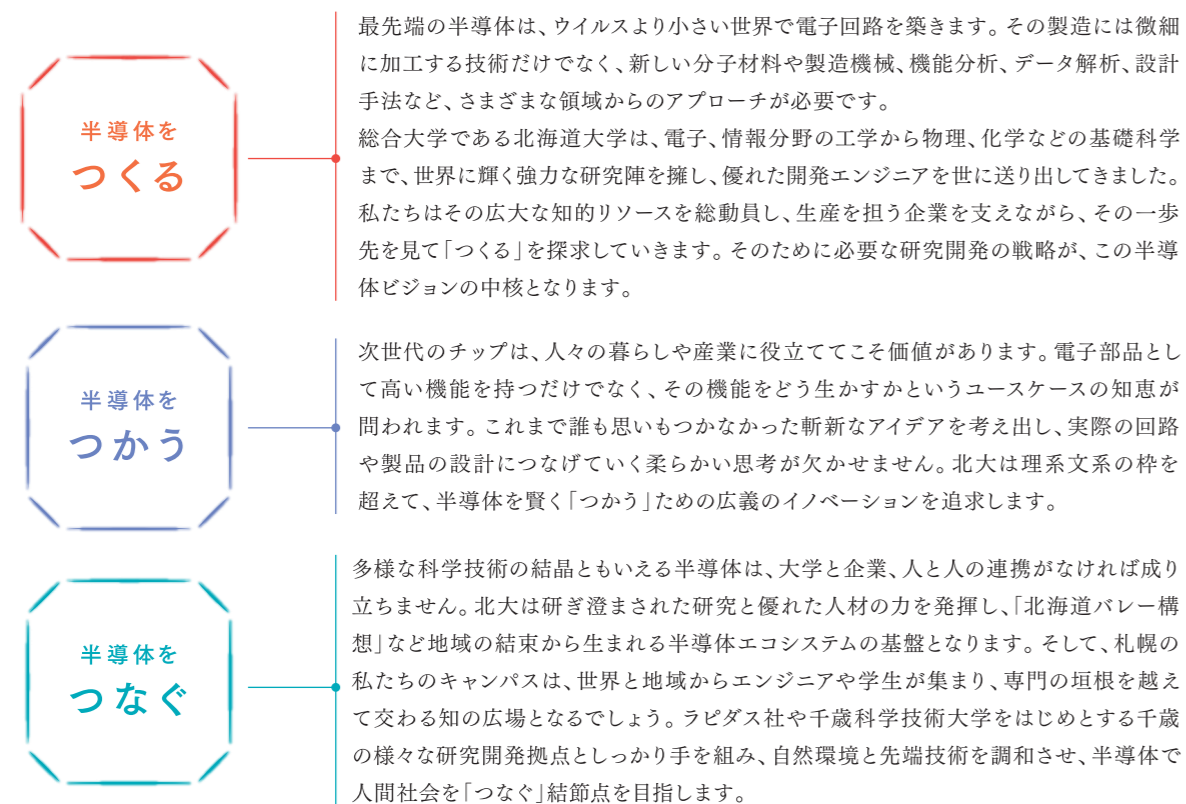 半導体を
つくる
最先端の半導体は、ウイルスより小さい世界で電子回路を築きます。その製造には微細
に加工する技術だけでなく、新しい分子材料や製造機械、機能分析、データ解析、設計
手法など、さまざまな領域からのアプローチが必要です。
総合大学である北海道大学は、電子、情報分野の工学から物理、化学などの基礎科学
まで、世界に輝く強力な研究陣を擁し、優れた開発エンジニアを世に送り出してきました。
私たちはその広大な知的リソースを総動員し、生産を担う企業を支えながら、その一歩
先を見て「つくる」を探求していきます。そのために必要な研究開発の戦略が、この半導
体ビジョンの中核となります。
半導体を
つかう
次世代のチップは、人々の暮らしや産業に役立ててこそ価値があります。電子部品とし
て高い機能を持つだけでなく、その機能をどう生かすかというユースケースの知恵が
問われます。これまで誰も思いもつかなかった斬新なアイデアを考え出し、実際の回路
や製品の設計につなげていく柔らかい思考が欠かせません。北大は理系文系の枠を
超えて、半導体を賢く「つかう」ための広義のイノベーションを追求します。
半導体を
つなぐ
多様な科学技術の結晶ともいえる半導体は、大学と企業、人と人の連携がなければ成り
立ちません。北大は研ぎ澄まされた研究と優れた人材の力を発揮し、「北海道バレー構
想」など地域の結束から生まれる半導体エコシステムの基盤となります。そして、札幌の
私たちのキャンパスは、世界と地域からエンジニアや学生が集まり、専門の垣根を越え
て交わる知の広場となるでしょう。ラピダス社や千歳科学技術大学をはじめとする千歳
の様々な研究開発拠点としっかり手を組み、自然環境と先端技術を調和させ、半導体で
人間社会を「つなぐ」結節点を目指します。